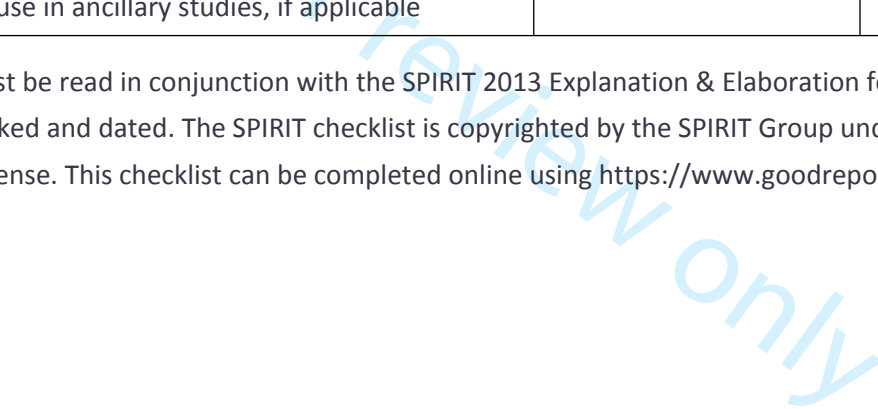 use in ancillary studies, if applicable
st be read in conjunction with the SPIRIT 2013 Explanation & Elaboration f
ked and dated. The SPIRIT checklist is copyrighted by the SPIRIT Group und
ense. This checklist can be completed online using https://www.goodrepo
review only